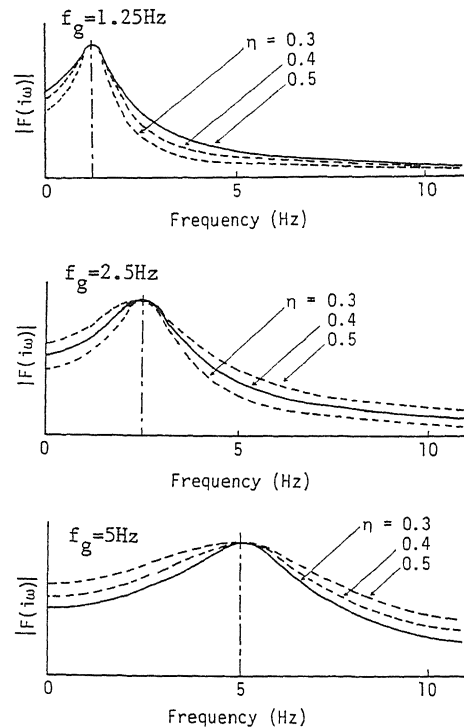 f_g=1.25Hz
η = 0.3
0.4
0.5
|F(iω)|
0
5
10
Frequency (Hz)
f_g=2.5Hz
η = 0.3
0.4
0.5
|F(iω)|
0
5
10
Frequency (Hz)
f_g=5Hz
η = 0.3
0.4
0.5
|F(iω)|
0
5
10
Frequency (Hz)